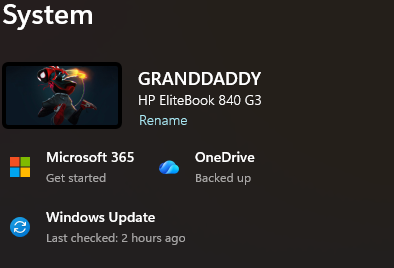 System
GRANDDADDY
HP EliteBook 840 G3
Rename
Microsoft 365
Get started
OneDrive
Backed up
Windows Update
Last checked: 2 hours ago